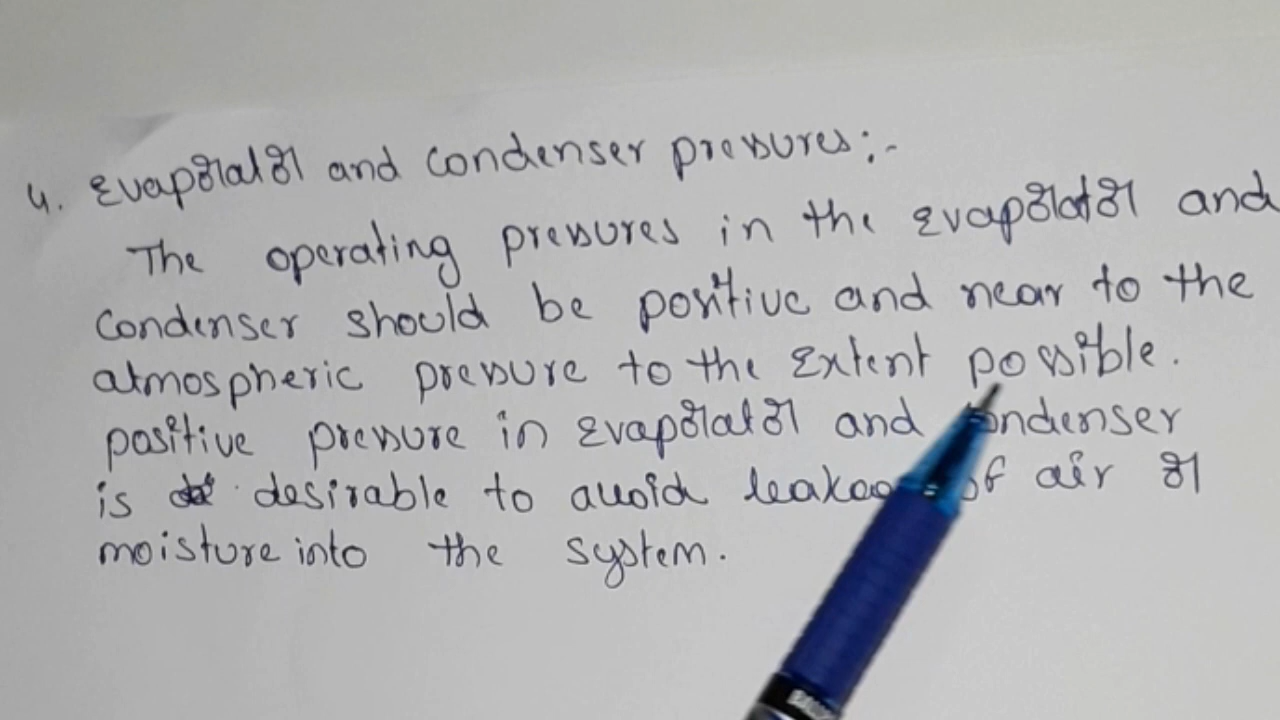 4. Evaporator and condenser pressures:-
The operating pressures in the evaporator and
condenser should be positive and near to the
atmospheric pressure to the extent possible.
positive pressure in evaporator and condenser
is desirable to avoid leakage of air or
moisture into the system.